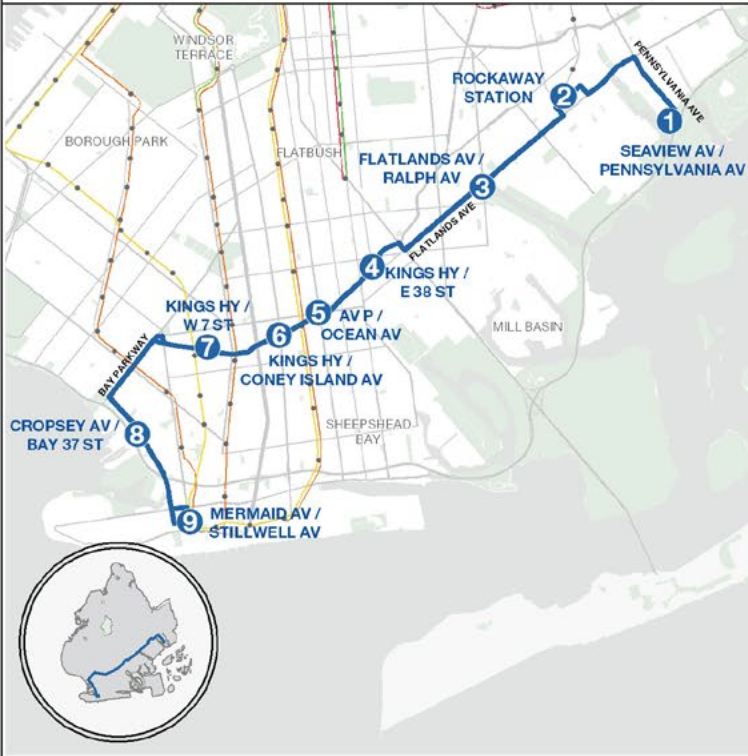 WINDSOR
TERRACE
PENNSYLVANIA AVE
ROCKAWAY
STATION
2
1
BOROUGH PARK
FLATBUSH
SEAVIEW AV /
PENNSYLVANIA AV
FLATLANDS AV /
RALPH AV
3
FLATLANDS AVE
4
KINGS HY /
E 38 ST
KINGS HY /
W 7 ST
5
AV P /
OCEAN AV
MILL BASIN
6
7
KINGS HY /
CONEY ISLAND AV
BAY PARKWAY
CROPSEY AV /
BAY 37 ST
8
SHEEPSHEAD
BAY
9
MERMAID AV /
STILLWELL AV